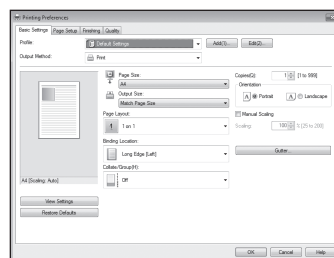 Printing Preferences
Basic Settings Page Setup Finishing Quality
Profile: Default Settings Add(1)... Edit(2)...
Output Method: Print
Page Size:
A4
Output Size:
Match Page Size
Page Layout:
1 1 on 1
Binding Location:
Long Edge [Left]
Collate/Group(H):
Off
Copies(Q): 1 [1 to 999]
Orientation
A Portrait A Landscape
Manual Scaling
Scaling: 100 % [25 to 200]
Gutter...
A4 [Scaling: Auto]
View Settings
Restore Defaults
OK Cancel Help